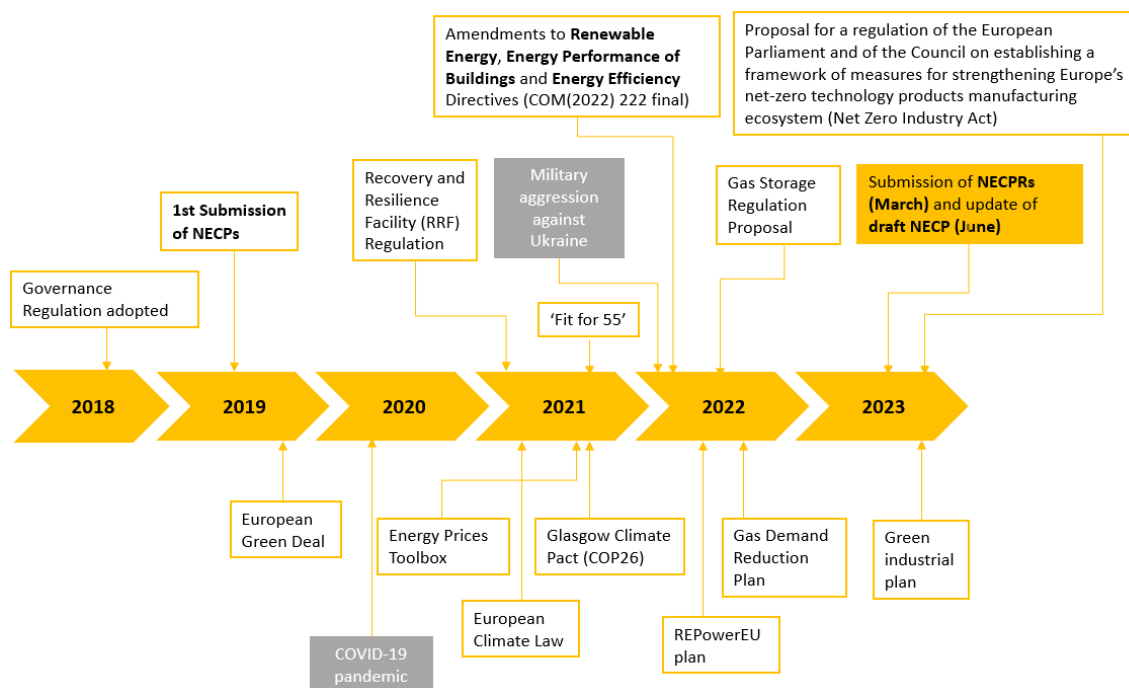 Amendments to Renewable
Energy, Energy Performance of
Buildings and Energy Efficiency
Directives (COM(2022) 222 final)
Proposal for a regulation of the European
Parliament and of the Council on establishing a
framework of measures for strengthening Europe's
net-zero technology products manufacturing
ecosystem (Net Zero Industry Act)
Recovery and
Resilience
Facility (RRF)
Regulation
Military
aggression
against
Ukraine
Gas Storage
Regulation
Proposal
Submission of NECPRs
(March) and update of
draft NECP (June)
1st Submission
of NECPs
Governance
Regulation adopted
‘Fit for 55’
2018
2019
2020
2021
2022
2023
European
Green Deal
Energy Prices
Toolbox
Glasgow Climate
Pact (COP26)
Gas Demand
Reduction
Plan
Green
industrial
plan
European
Climate Law
REPowerEU
plan
COVID-19
pandemic